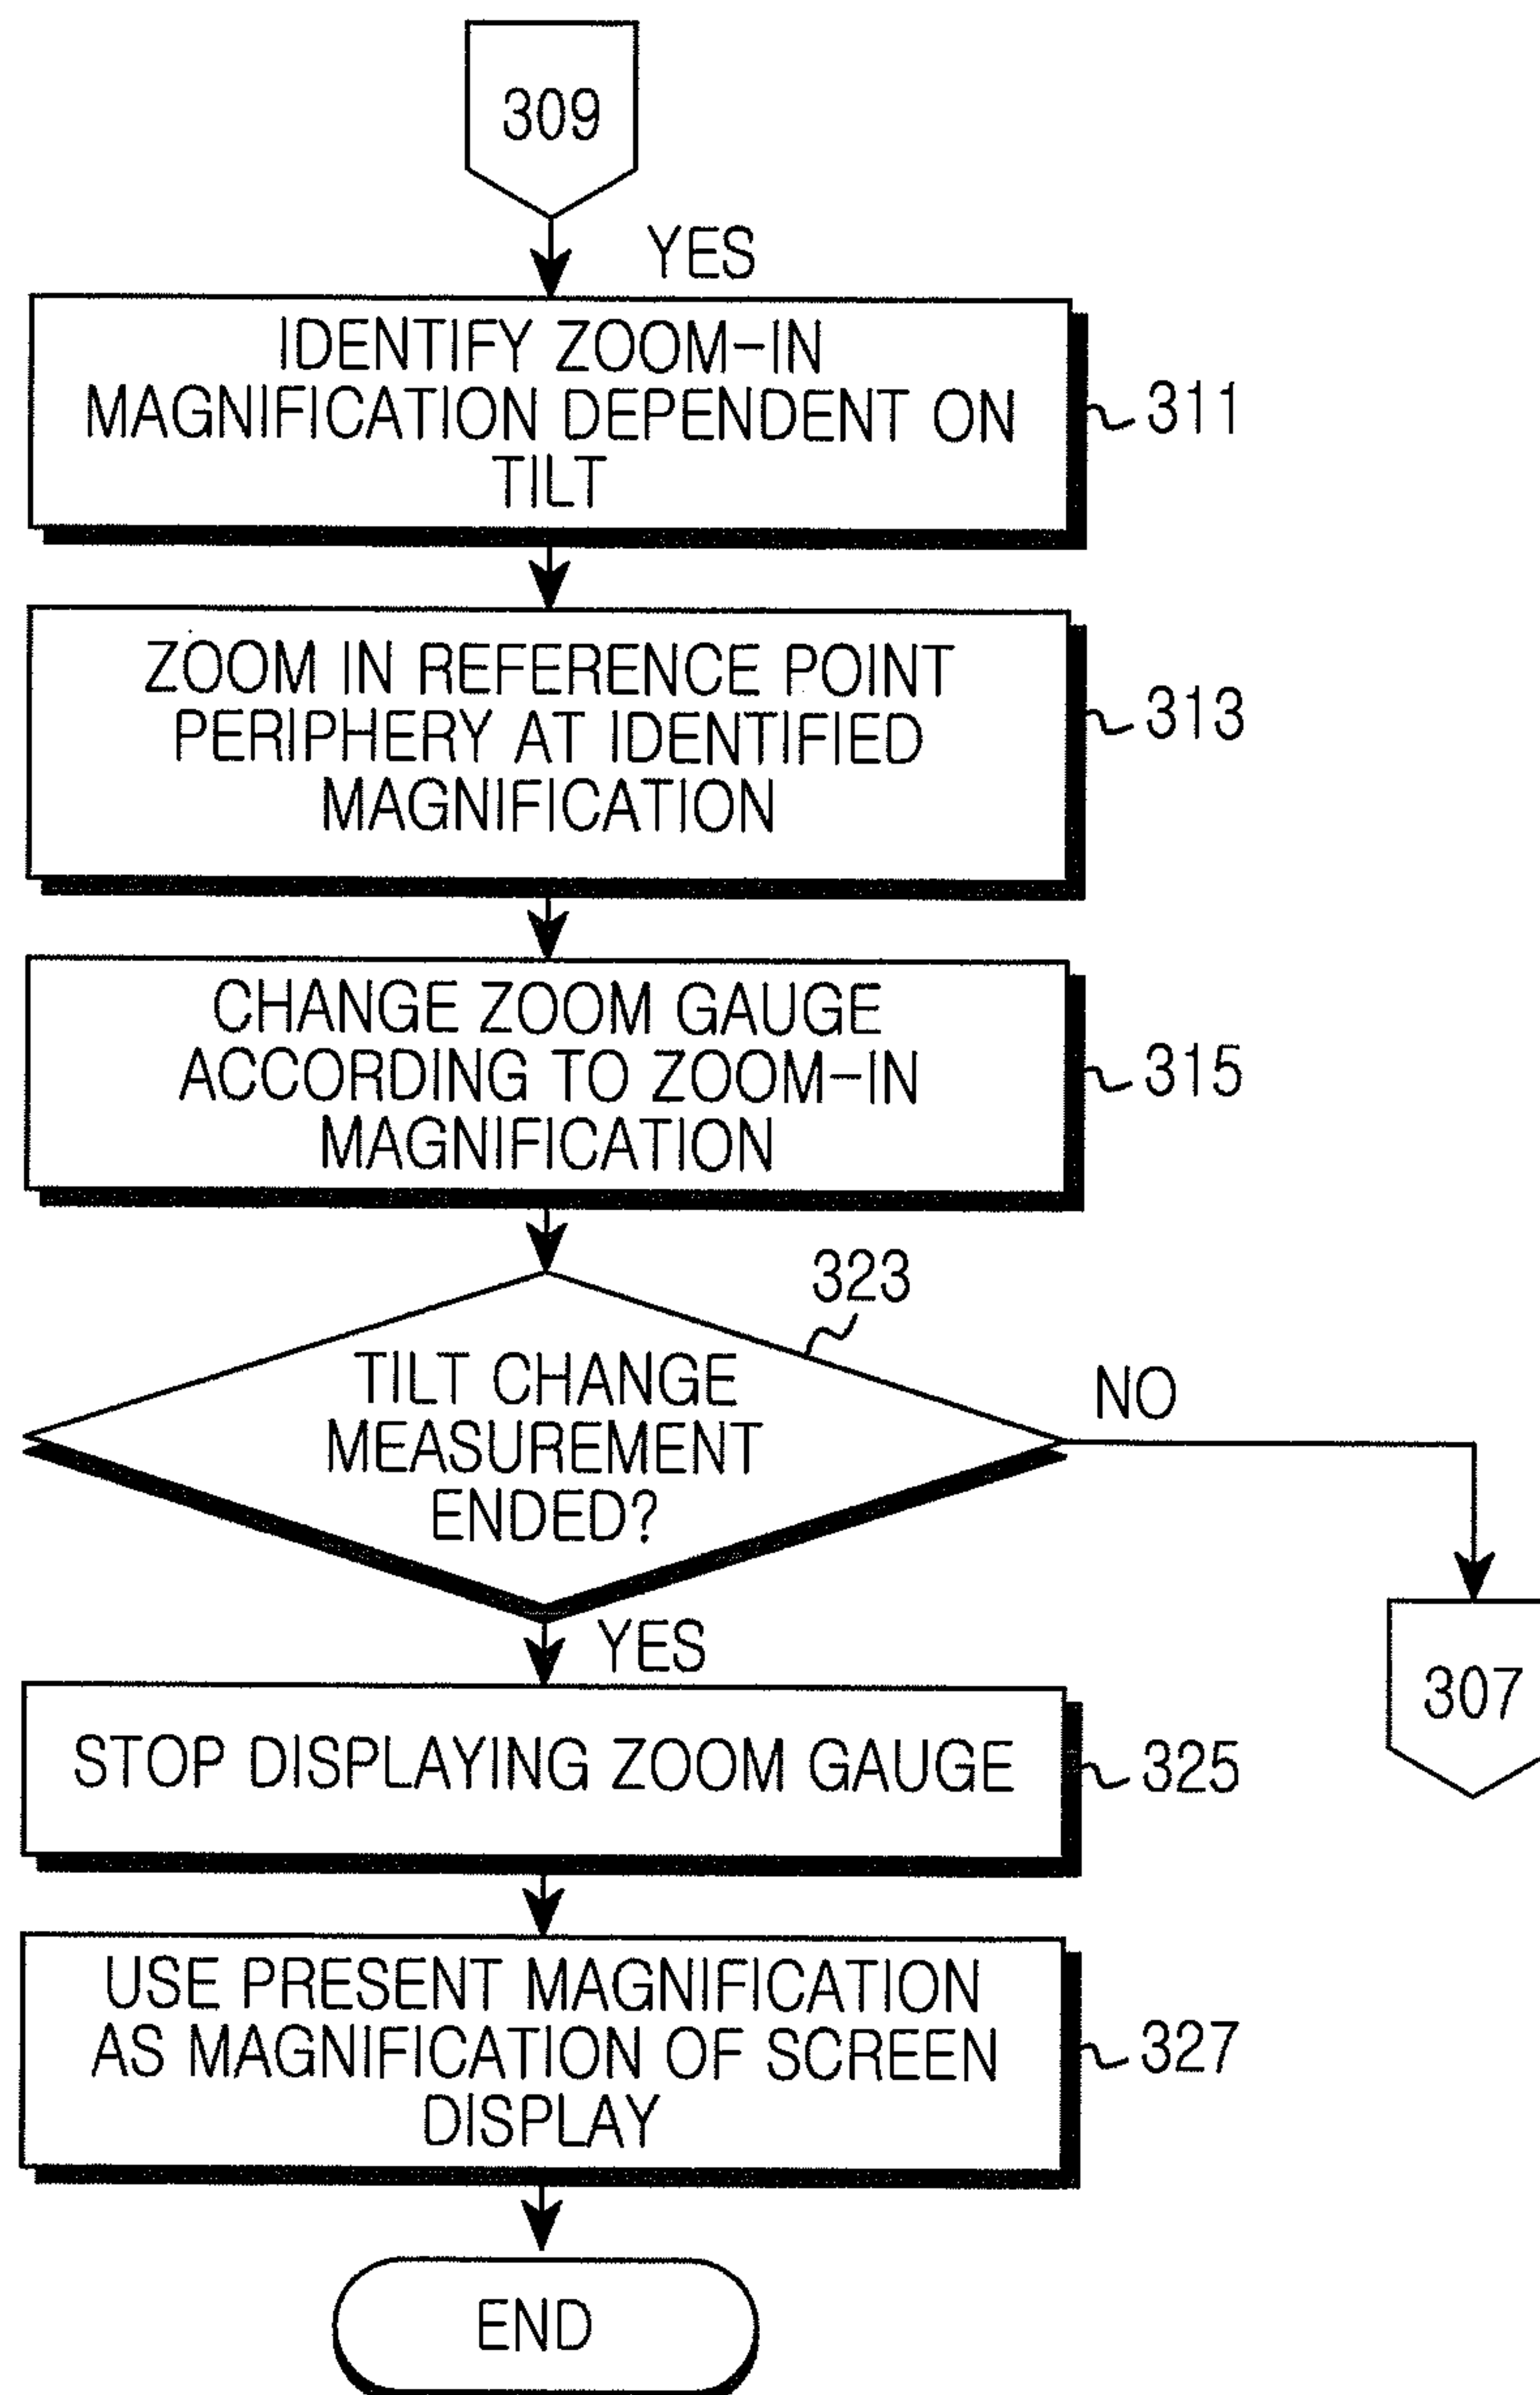 309
YES
IDENTIFY ZOOM-IN
MAGNIFICATION DEPENDENT ON
TILT
311
ZOOM IN REFERENCE POINT
PERIPHERY AT IDENTIFIED
MAGNIFICATION
313
CHANGE ZOOM GAUGE
ACCORDING TO ZOOM-IN
MAGNIFICATION
315
323
TILT CHANGE
MEASUREMENT
ENDED?
NO
307
YES
STOP DISPLAYING ZOOM GAUGE
325
USE PRESENT MAGNIFICATION
AS MAGNIFICATION OF SCREEN
DISPLAY
327
END